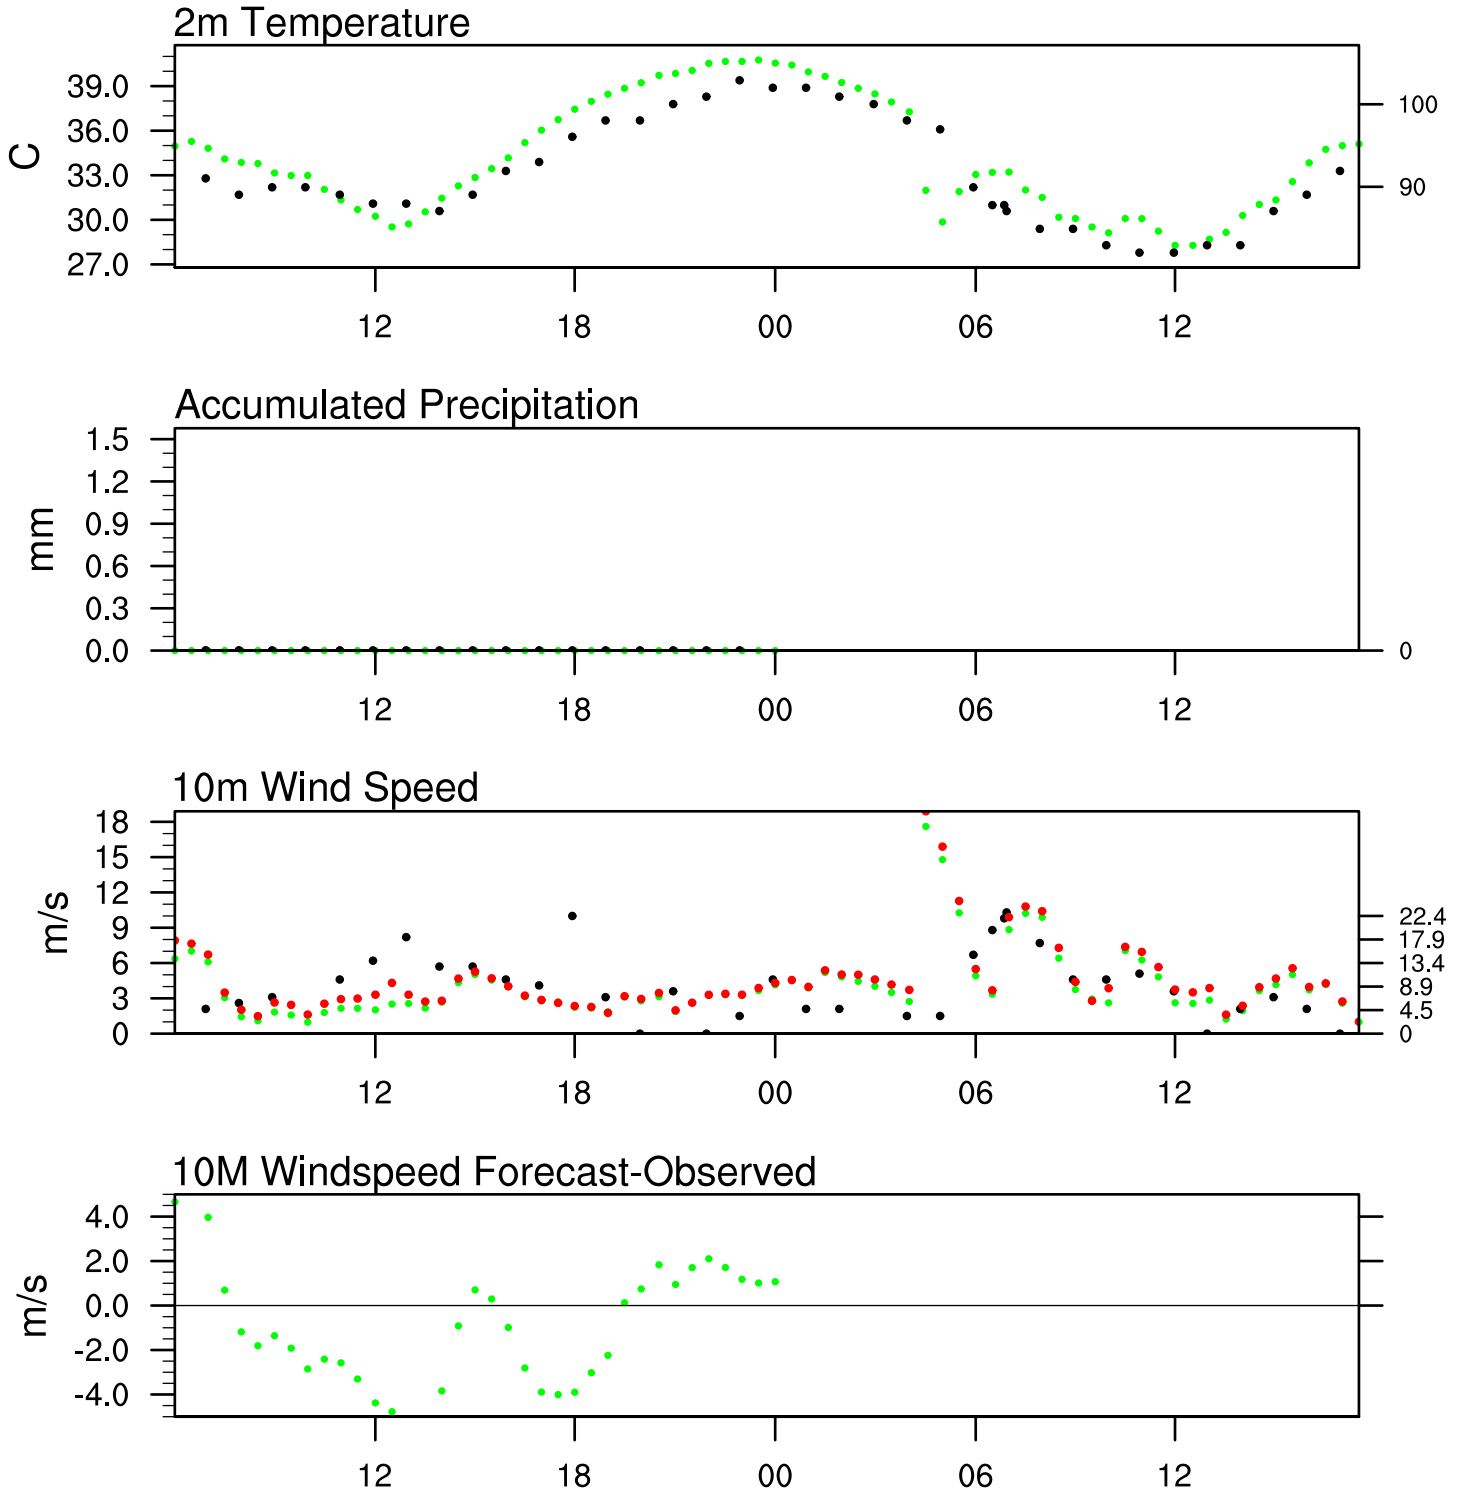 2m Temperature
C
39.0
36.0
33.0
30.0
27.0
100
90
12 18 00 06 12
Accumulated Precipitation
mm
1.5
1.2
0.9
0.6
0.3
0.0
0
12 18 00 06 12
10m Wind Speed
m/s
18
15
12
9
6
3
0
22.4
17.9
13.4
8.9
4.5
0
12 18 00 06 12
10M Windspeed Forecast-Observed
m/s
4.0
2.0
0.0
-2.0
-4.0
12 18 00 06 12